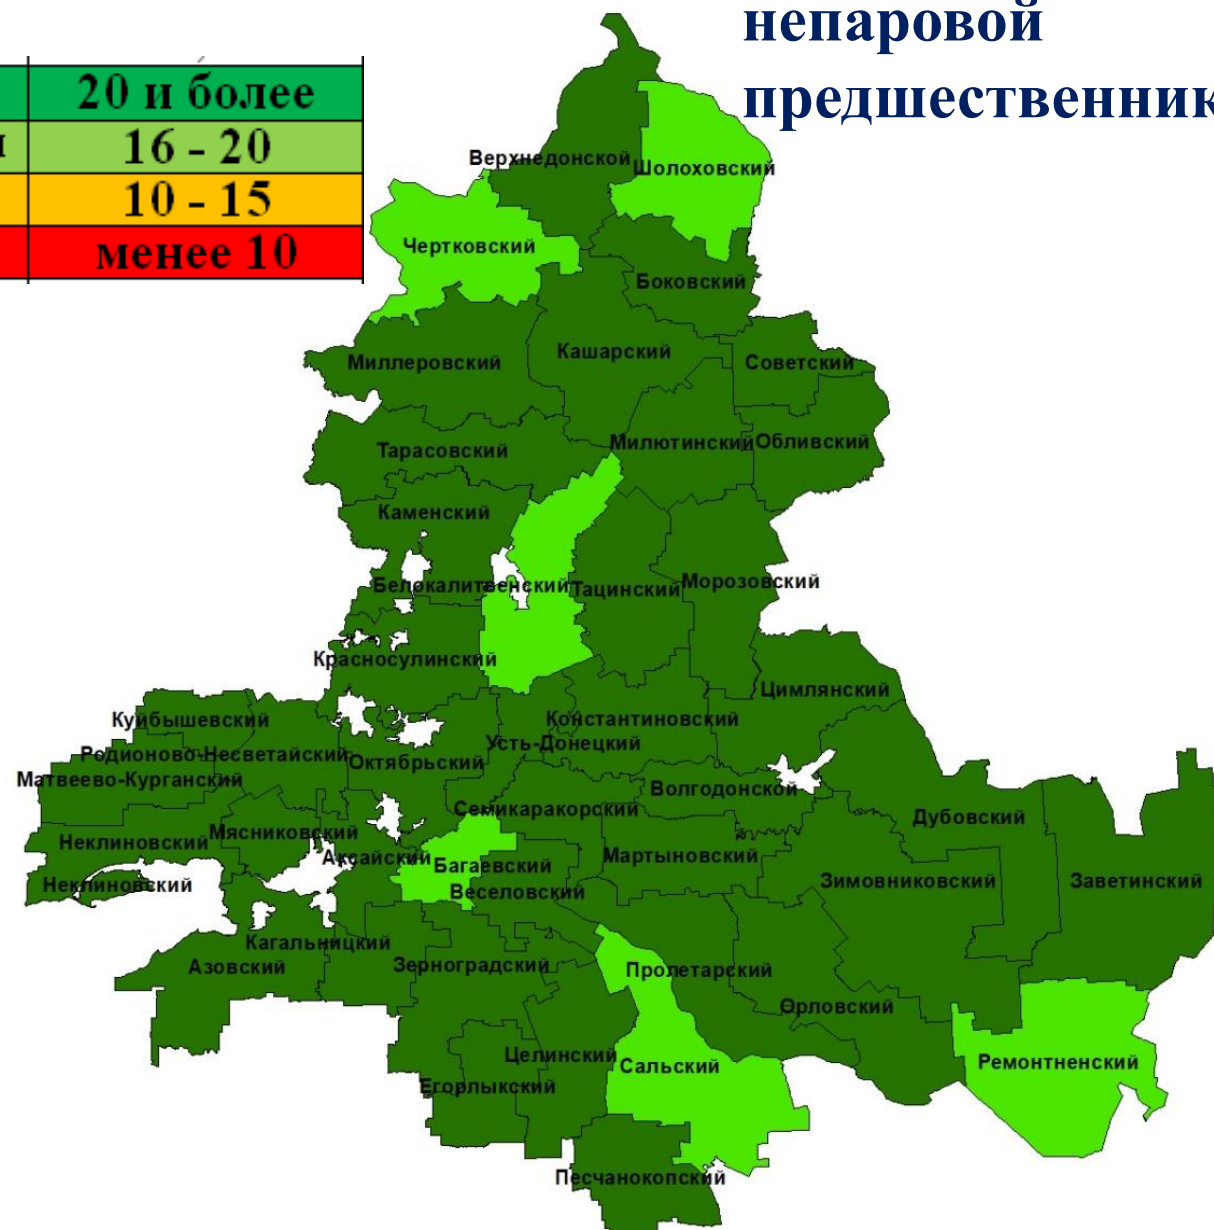 непаровой
предшественник
20 и более
16 - 20
10 - 15
менее 10
Верхнедонской
Шолоховский
Чертковский
Боковский
Миллеровский
Кашарский
Советский
Тарасовский
Милютинский
Обливский
Каменский
Белокалитвенский
Тацинский
Морозовский
Красносулинский
Цимлянский
Куйбышевский
Константиновский
Усть-Донецкий
Родионово-Несветайский
Октябрьский
Матвеево-Курганский
Волгодонской
Семикаракорский
Дубовский
Неклиновский
Мясниковский
Аксайский
Багаевский
Мартыновский
Зимовниковский
Заветинский
Неклиновский
Веселовский
Кагальницкий
Азовский
Зерноградский
Пролетарский
Орловский
Целинский
Сальский
Ремонтненский
Егорлыкский
Песчанокопский